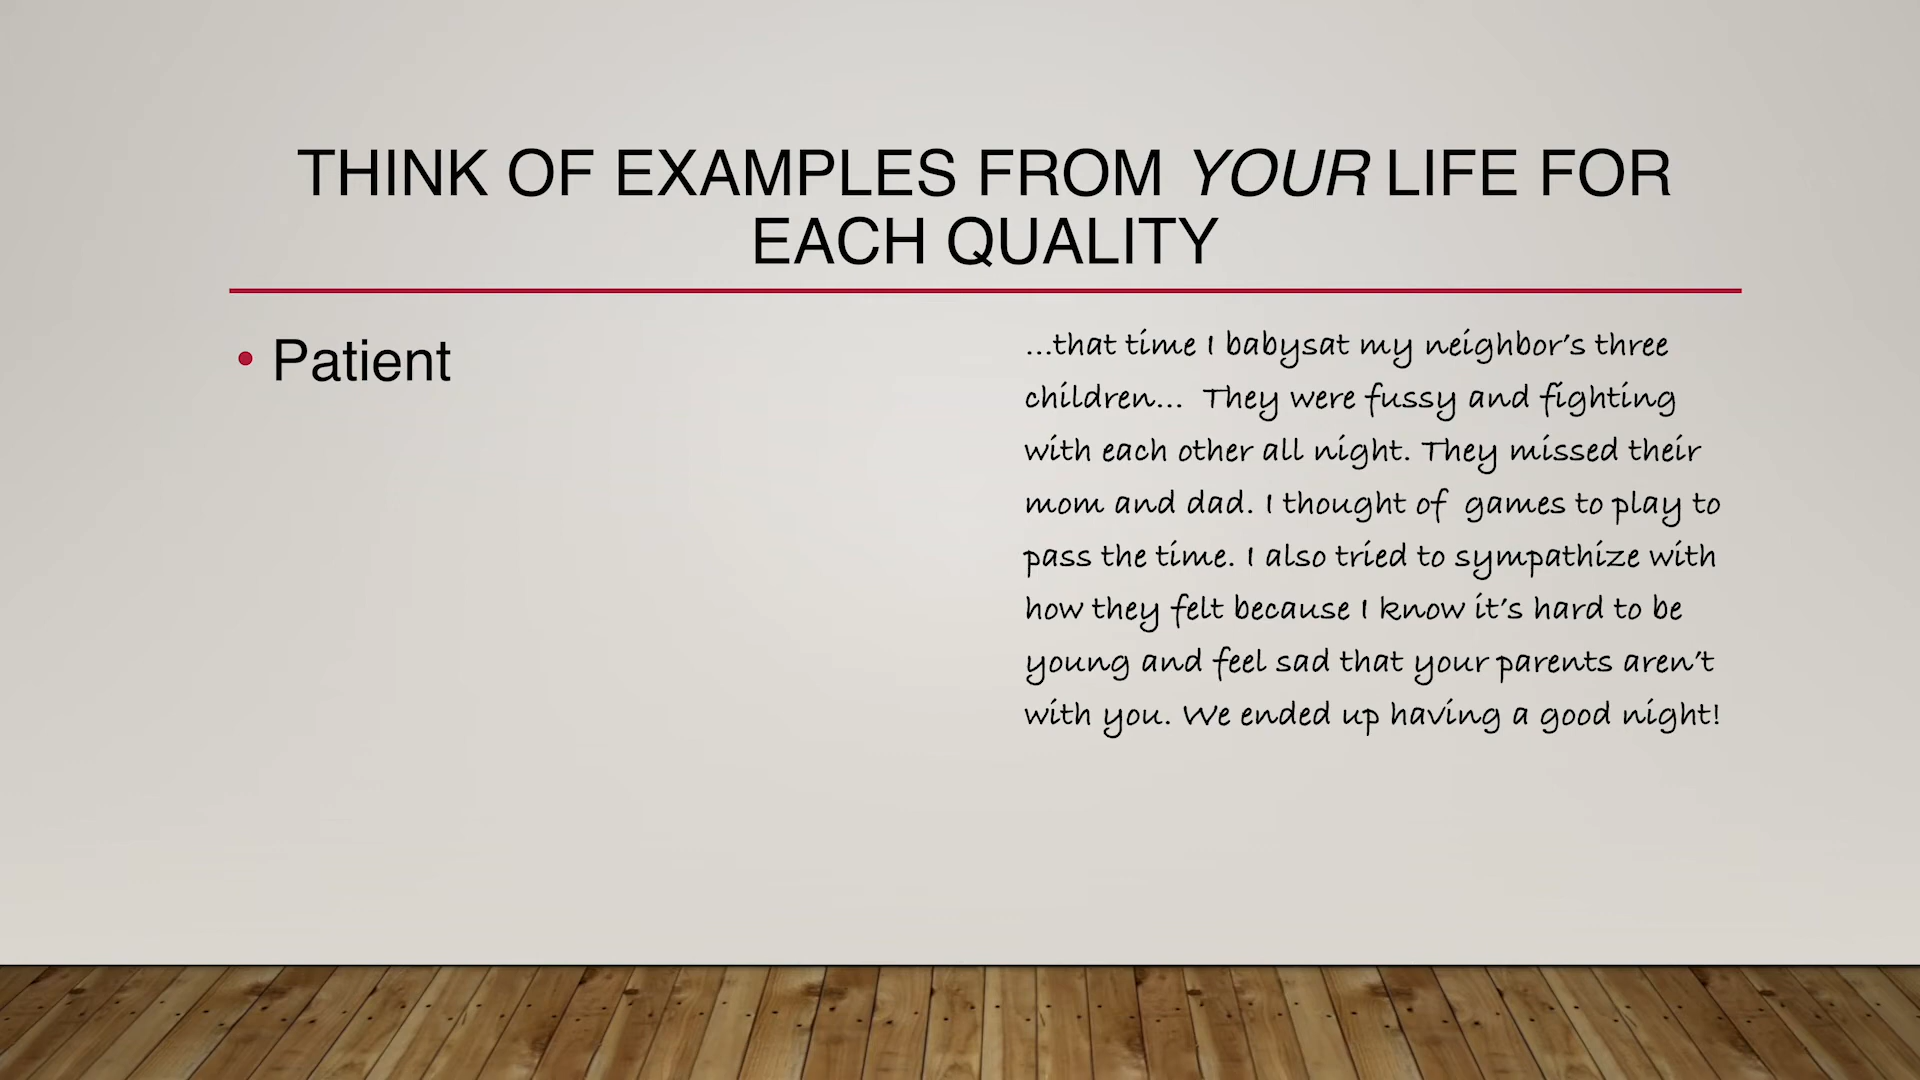 THINK OF EXAMPLES FROM YOUR LIFE FOR
EACH QUALITY
• Patient
...that time I babysat my neighbor's three
children... They were fussy and fighting
with each other all night. They missed their
mom and dad. I thought of games to play to
pass the time. I also tried to sympathize with
how they felt because I know it's hard to be
young and feel sad that your parents aren't
with you. We ended up having a good night!